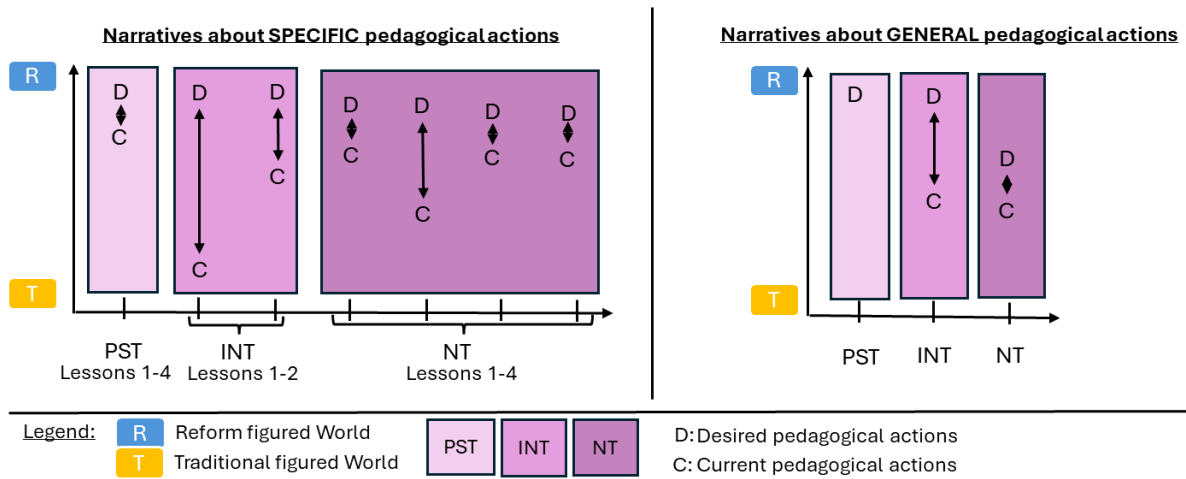 Narratives about SPECIFIC pedagogical actions
Narratives about GENERAL pedagogical actions
R
D
C
D
C
D
C
D
C
D
C
D
C
D
C
T
PST
Lessons 1-4
INT
Lessons 1-2
NT
Lessons 1-4
R
D
D
C
D
C
T
PST
INT
NT
Legend:
R
Reform figured World
T
Traditional figured World
PST
INT
NT
D: Desired pedagogical actions
C: Current pedagogical actions